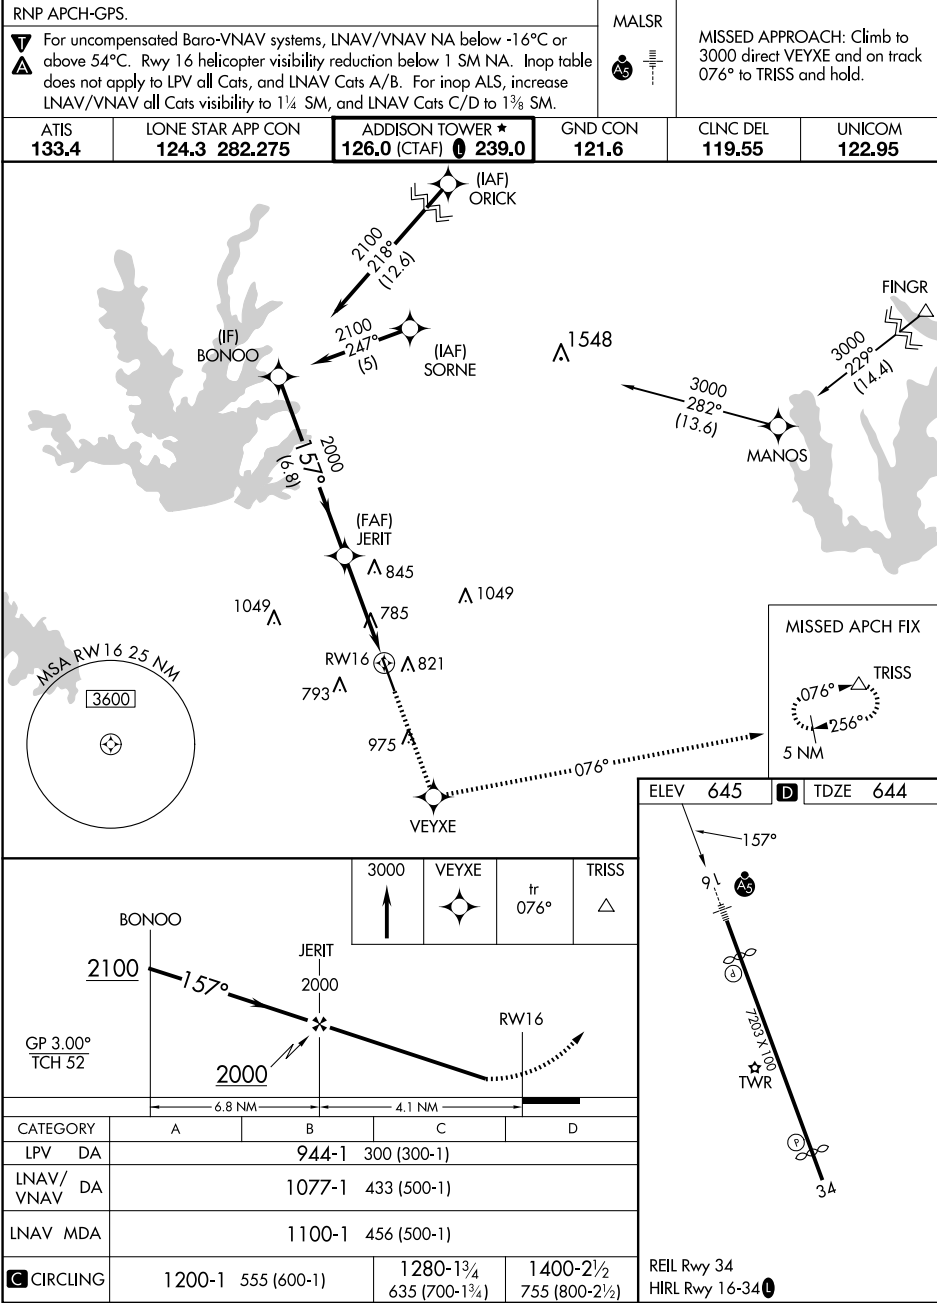 RNP APCH-GPS.
T
A
For uncompensated Baro-VNAV systems, LNAV/VNAV NA below -16°C or
above 54°C. Rwy 16 helicopter visibility reduction below 1 SM NA. Inop table
does not apply to LPV all Cats, and LNAV Cats A/B. For inop ALS, increase
LNAV/VNAV all Cats visibility to 1¼ SM, and LNAV Cats C/D to 1⅜ SM.
MALSR
A5
MISSED APPROACH: Climb to
3000 direct VEYXE and on track
076° to TRISS and hold.
ATIS
133.4
LONE STAR APP CON
124.3 282.275
ADDISON TOWER ★
126.0 (CTAF) L 239.0
GND CON
121.6
CLNC DEL
119.55
UNICOM
122.95
(IAF)
ORICK
2100
218°
(12.6)
FINGR
3000
229°
(14.4)
(IF)
BONOO
2100
247°
(5)
(IAF)
SORNE
1548
3000
282°
(13.6)
MANOS
2000
157°
(6.8)
(FAF)
JERIT
845
1049
785
1049
MSA RW16 25 NM
3600
RW16
821
793
975
076°
VEYXE
MISSED APCH FIX
TRISS
076°
256°
5 NM
ELEV 645 D TDZE 644
157°
16
A5
P
7203 X 100
TWR
P
34
REIL Rwy 34
HIRL Rwy 16-34 L
3000
VEYXE
tr
076°
TRISS
BONOO
2100
157°
JERIT
2000
2000
RW16
GP 3.00°
TCH 52
6.8 NM
4.1 NM
CATEGORY A B C D
LPV DA 944-1 300 (300-1)
LNAV/
VNAV DA 1077-1 433 (500-1)
LNAV MDA 1100-1 456 (500-1)
C CIRCLING 1200-1 555 (600-1)
1280-1¾
635 (700-1¾)
1400-2½
755 (800-2½)